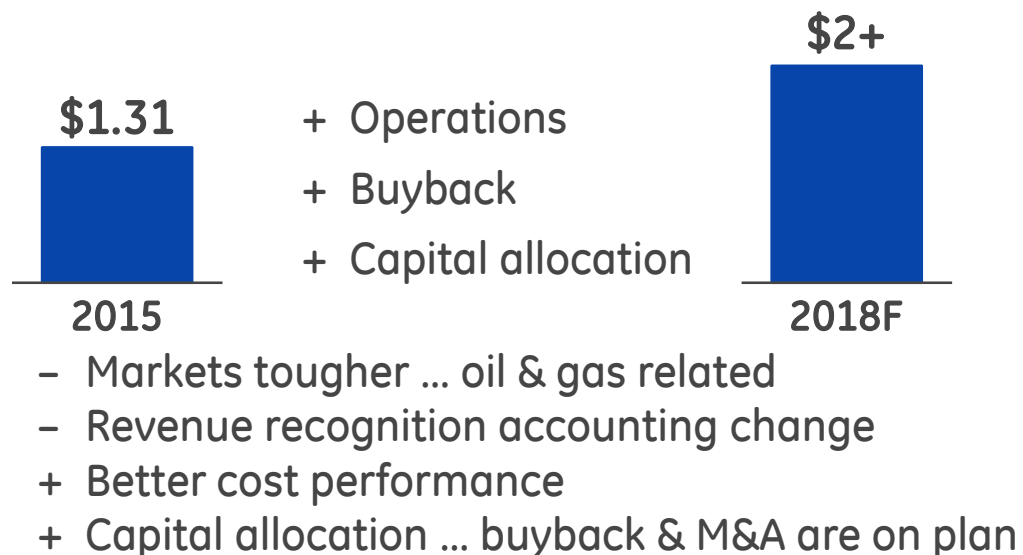 $2+
$1.31
+ Operations
+ Buyback
+ Capital allocation
2015
2018F
– Markets tougher ... oil & gas related
– Revenue recognition accounting change
+ Better cost performance
+ Capital allocation ... buyback & M&A are on plan